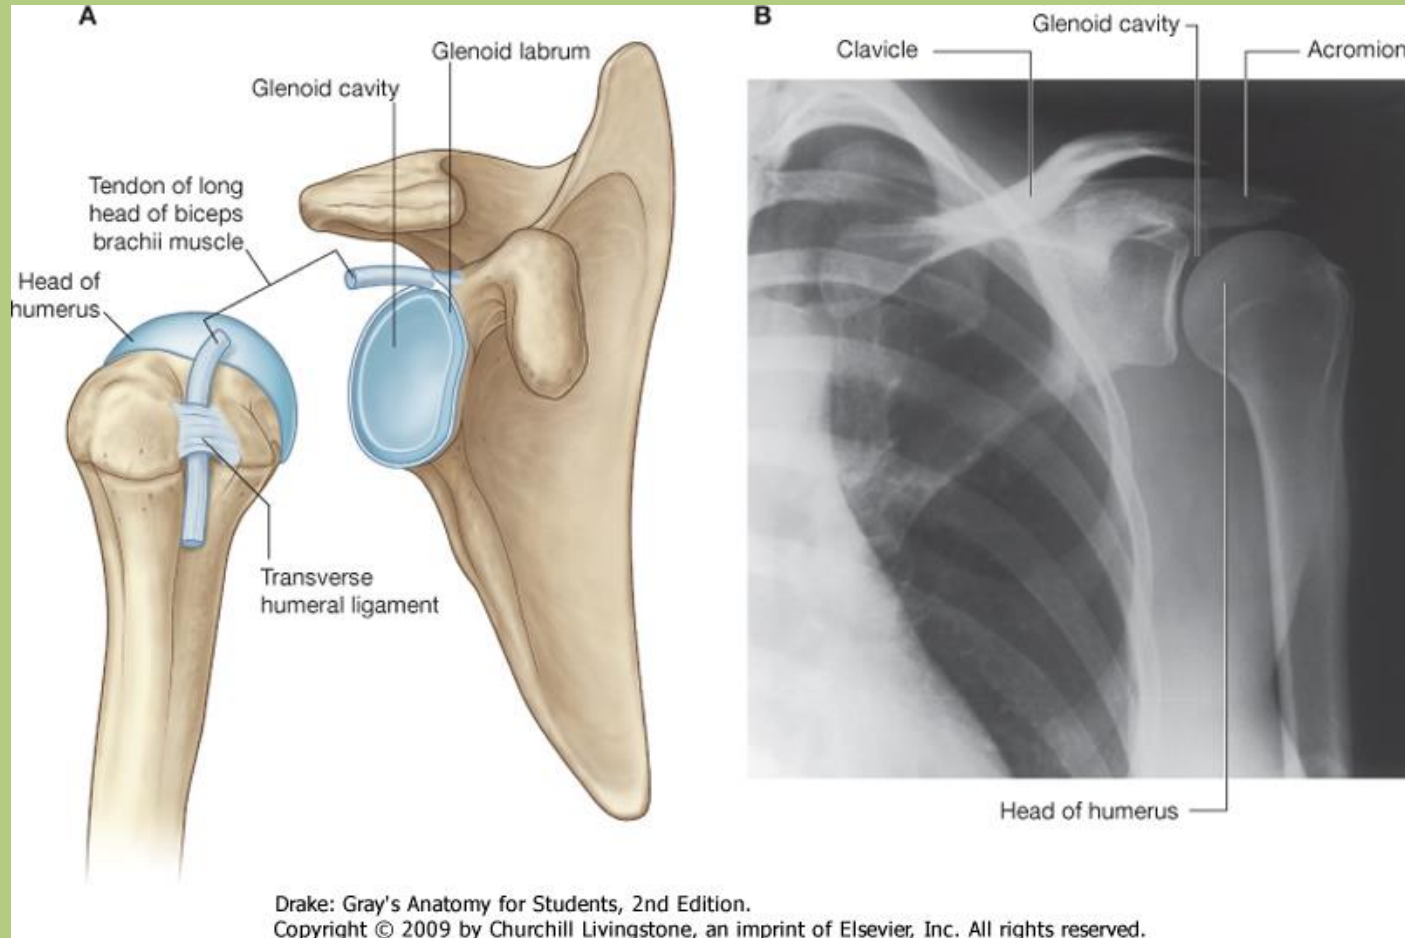 A
Glenoid labrum
Glenoid cavity
Tendon of long
head of biceps
brachii muscle
Head of
humerus
Transverse
humeral ligament
B
Glenoid cavity
Clavicle
Acromion
Head of humerus
Drake: Gray's Anatomy for Students, 2nd Edition.
Copyright © 2009 by Churchill Livingstone, an imprint of Elsevier, Inc. All rights reserved.